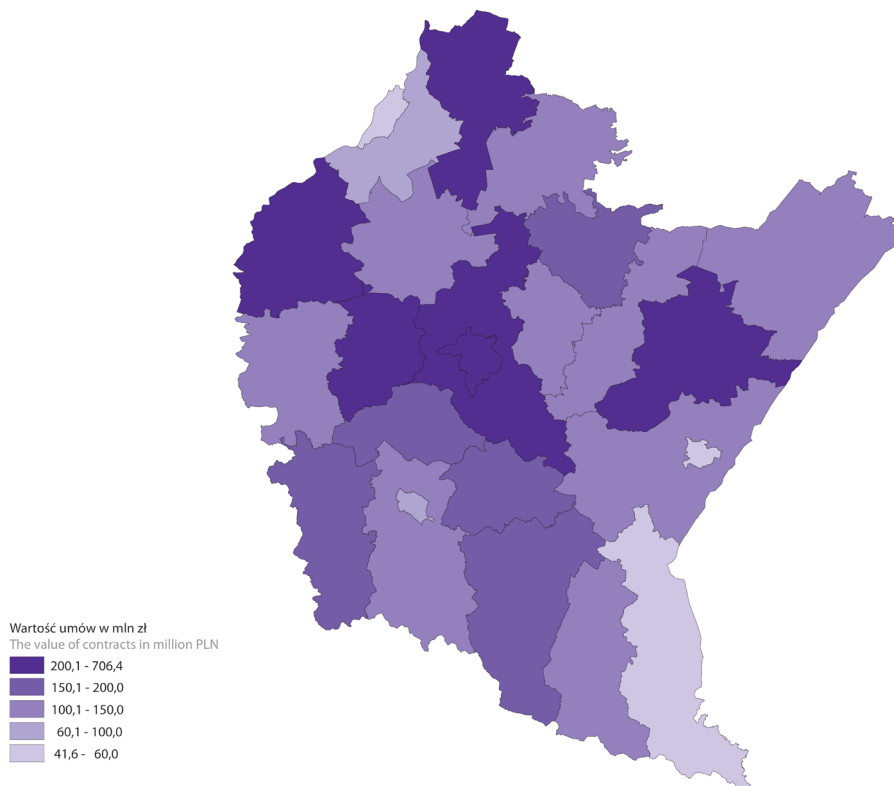 Wartość umów w mln zł
The value of contracts in million PLN
200,1 - 706,4
150,1 - 200,0
100,1 - 150,0
60,1 - 100,0
41,6 - 60,0